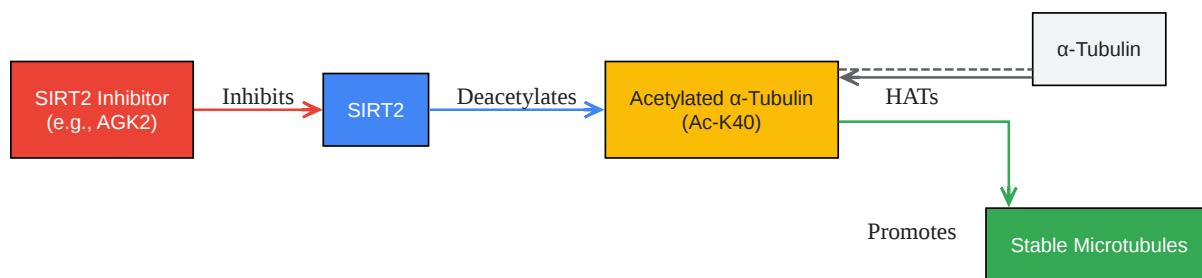 SIRT2 Inhibitor
(e.g., AGK2)
Inhibits
SIRT2
Deacetylates
Acetylated α-Tubulin
(Ac-K40)
HATs
α-Tubulin
Promotes
Stable Microtubules